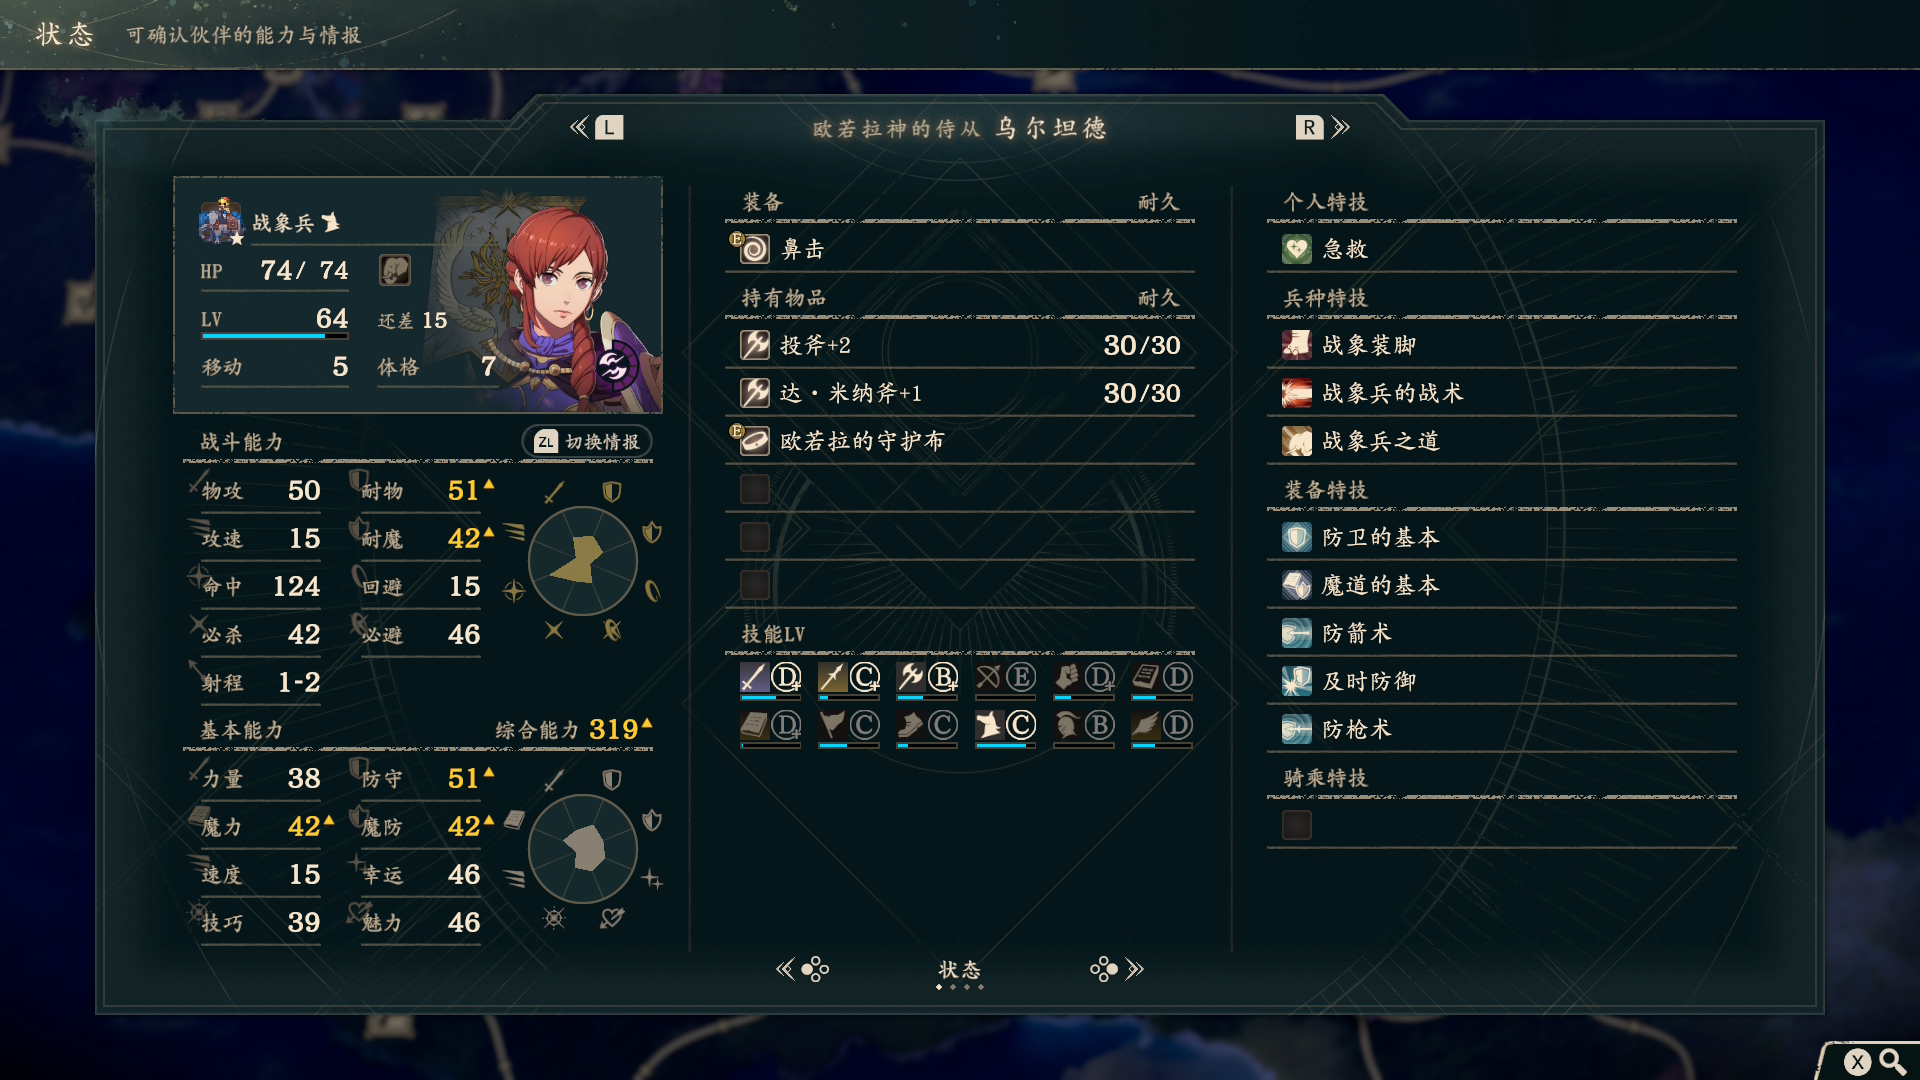 状态 可确认伙伴的能力与情报
L 欧若拉神的侍从 乌尔坦德 R
战象兵
HP 74/ 74
LV 64 还差 15
移动 5 体格 7
战斗能力 ZL 切换情报
物攻 50 耐物 51
攻速 15 耐魔 42
命中 124 回避 15
必杀 42 必避 46
射程 1-2
基本能力 综合能力 319
力量 38 防守 51
魔力 42 魔防 42
速度 15 幸运 46
技巧 39 魅力 46
装备 耐久
E 鼻击
持有物品 耐久
投斧+2 30/30
达・米纳斧+1 30/30
E 欧若拉的守护布
技能LV
D+ C+ B+ E D+ D
D+ C C C B D
个人特技
急救
兵种特技
战象装脚
战象兵的战术
战象兵之道
装备特技
防卫的基本
魔道的基本
防箭术
及时防御
防枪术
骑乘特技
状态
X